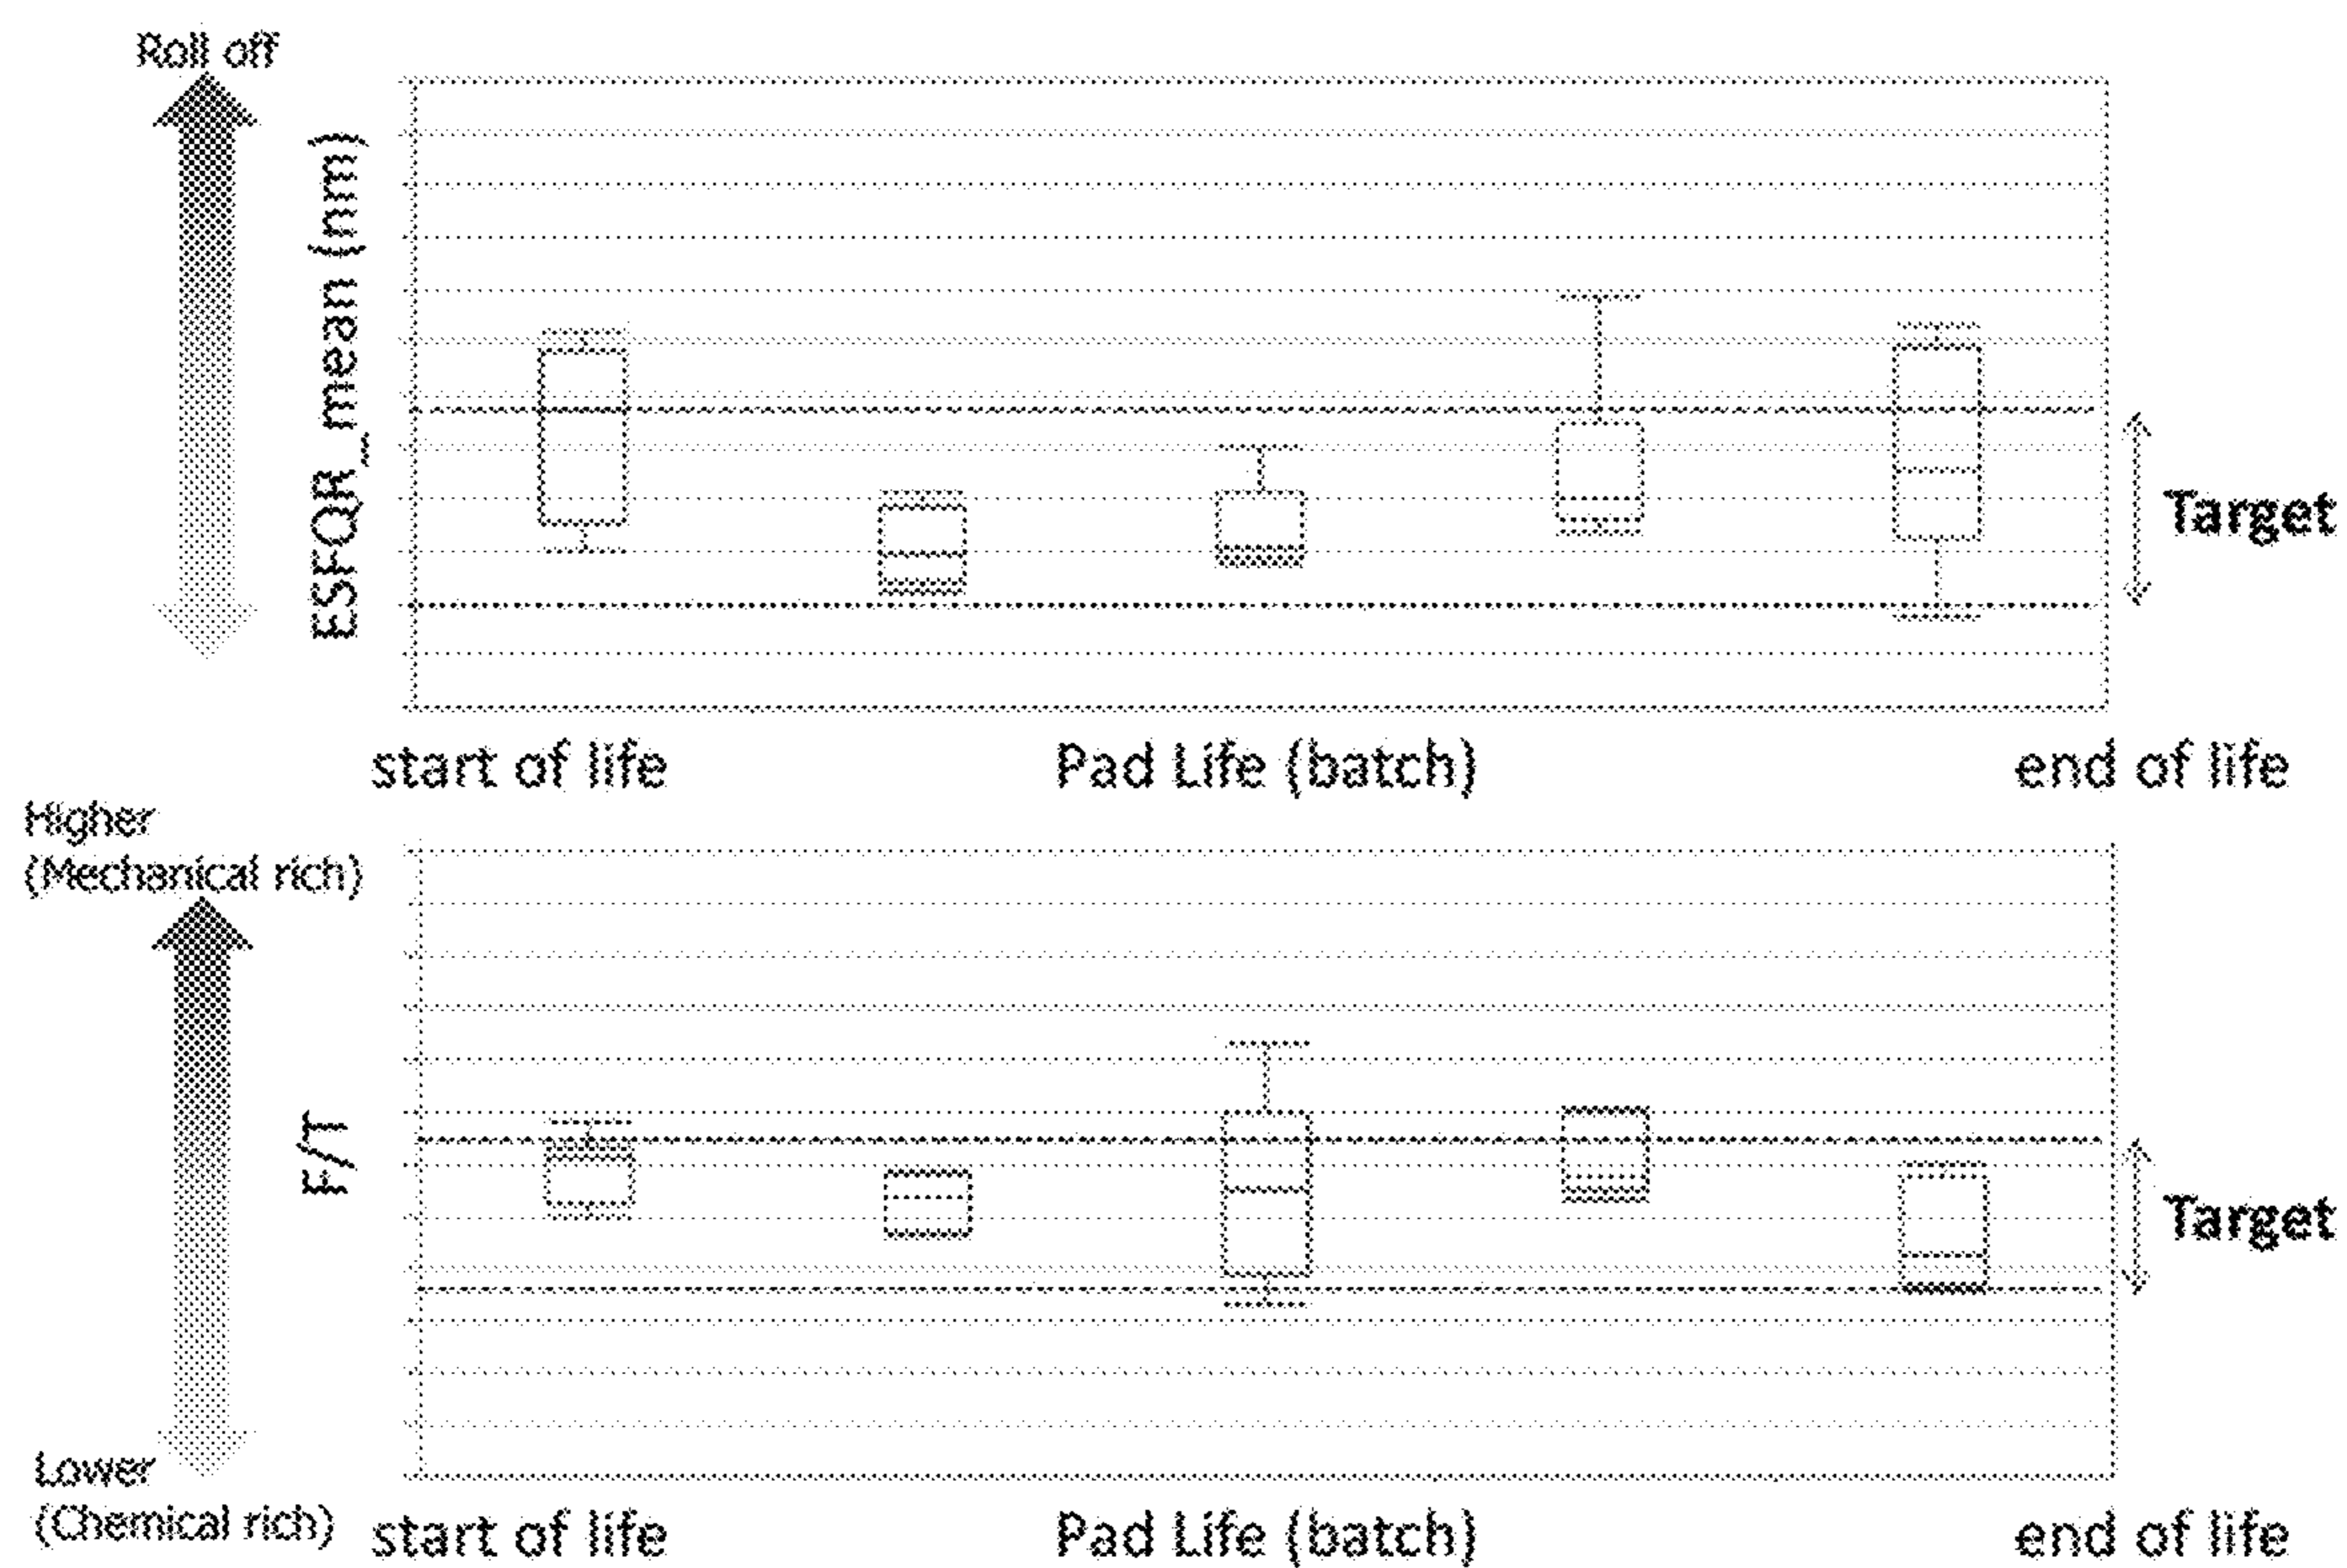 Roll off
ESFQR_mean (nm)
Target
start of life
Pad Life (batch)
end of life
Higher
(Mechanical rich)
F/T
Target
Lower
(Chemical rich)
start of life
Pad Life (batch)
end of life